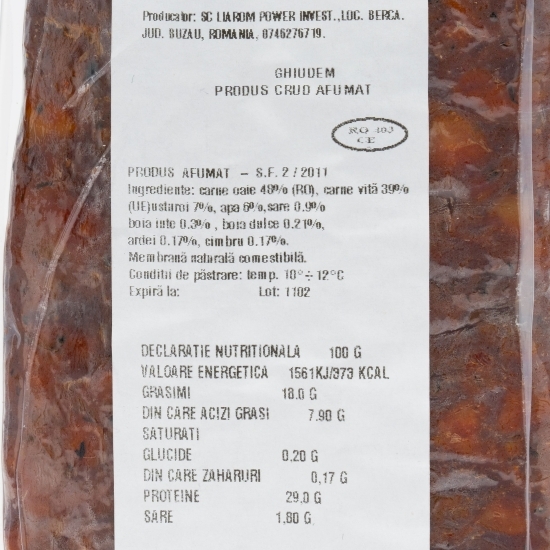 Producator: SC LIAROM POWER INVEST.,LOC. BERCA.
JUD. BUZAU, ROMANIA, 0746276719.
GHIUDEM
PRODUS CRUD AFUMAT
RO 403
CE
PRODUS AFUMAT - S.F. 2 / 2011
Ingrediente: carne oaie 48% (RO), carne vită 39%
(UE)usturoi 7%, apa 6%,sare 0.9%
boia iute 0.3% , boia dulce 0.21%,
ardei 0.17%, cimbru 0.17%.
Membrană naturală comestibilă.
Conditii de păstrare: temp. 10°÷12°C
Expiră la: Lot: 1102
DECLARATIE NUTRITIONALA 100 G
VALOARE ENERGETICA 1561KJ/373 KCAL
GRASIMI 18.0 G
DIN CARE ACIZI GRASI 7.90 G
SATURATI
GLUCIDE 0,20 G
DIN CARE ZAHARURI 0,17 G
PROTEINE 29,0 G
SARE 1,80 G